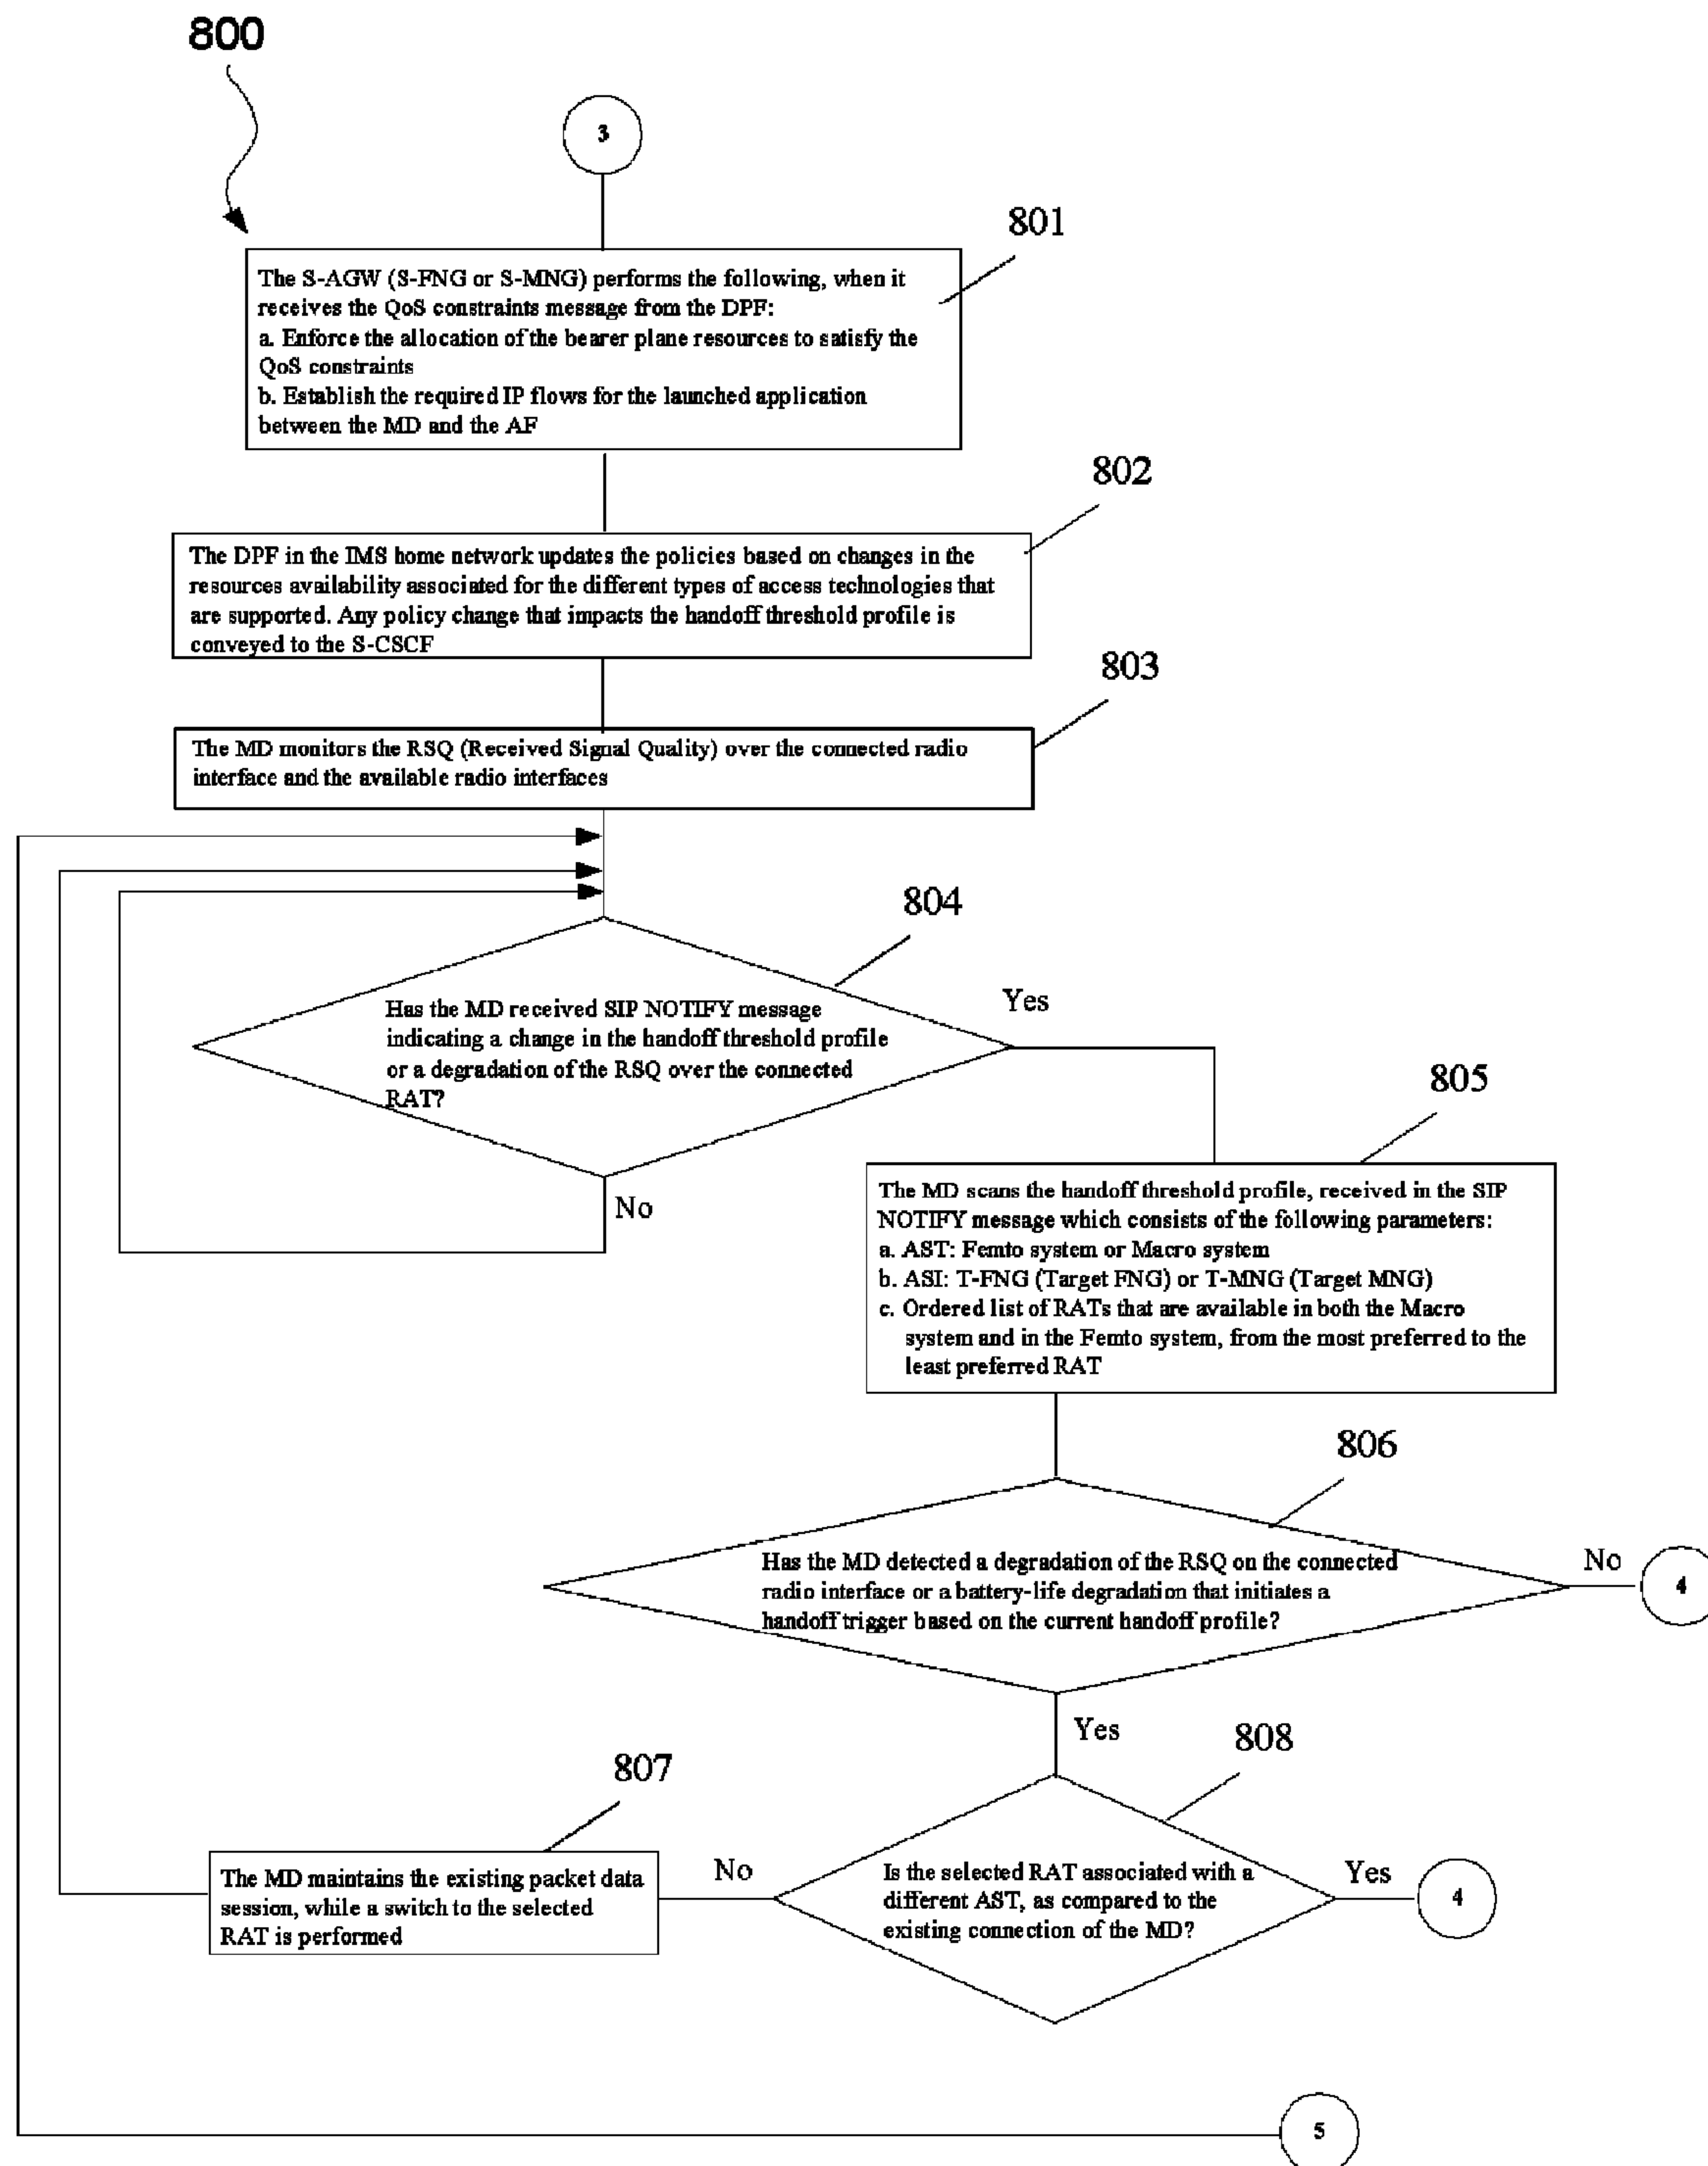 800
3
801
The S-AGW (S-FNG or S-MNG) performs the following, when it
receives the QoS constraints message from the DPF:
a. Enforce the allocation of the bearer plane resources to satisfy the
QoS constraints
b. Establish the required IP flows for the launched application
between the MD and the AF
802
The DPF in the IMS home network updates the policies based on changes in the
resources availability associated for the different types of access technologies that
are supported. Any policy change that impacts the handoff threshold profile is
conveyed to the S-CSCF
803
The MD monitors the RSQ (Received Signal Quality) over the connected radio
interface and the available radio interfaces
804
Has the MD received SIP NOTIFY message
indicating a change in the handoff threshold profile
or a degradation of the RSQ over the connected
RAT?
Yes
No
805
The MD scans the handoff threshold profile, received in the SIP
NOTIFY message which consists of the following parameters:
a. AST: Femto system or Macro system
b. ASI: T-FNG (Target FNG) or T-MNG (Target MNG)
c. Ordered list of RATs that are available in both the Macro
system and in the Femto system, from the most preferred to the
least preferred RAT
806
Has the MD detected a degradation of the RSQ on the connected
radio interface or a battery-life degradation that initiates a
handoff trigger based on the current handoff profile?
No
4
Yes
808
807
The MD maintains the existing packet data
session, while a switch to the selected
RAT is performed
No
Is the selected RAT associated with a
different AST, as compared to the
existing connection of the MD?
Yes
4
5